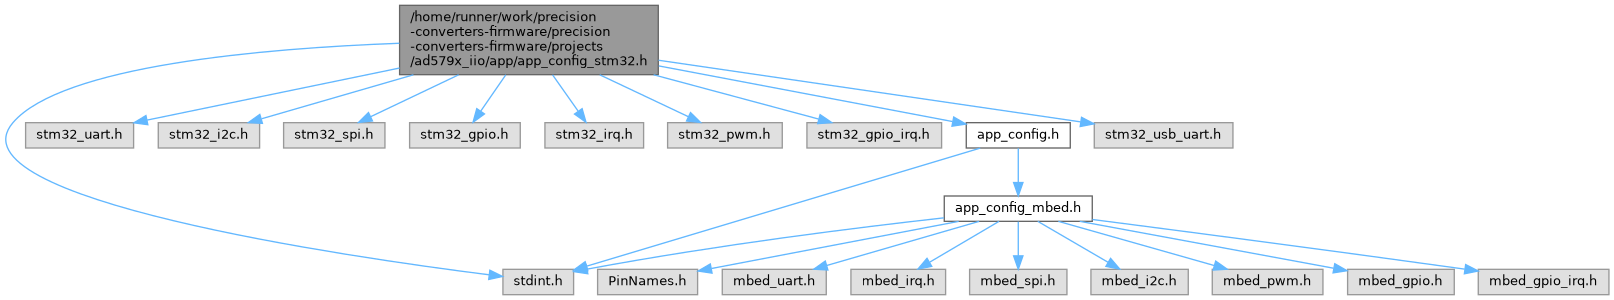 /home/runner/work/precision
-converters-firmware/precision
-converters-firmware/projects
/ad579x_iio/app/app_config_stm32.h
stm32_uart.h
stm32_i2c.h
stm32_spi.h
stm32_gpio.h
stm32_irq.h
stm32_pwm.h
stm32_gpio_irq.h
app_config.h
stm32_usb_uart.h
app_config_mbed.h
stdint.h
PinNames.h
mbed_uart.h
mbed_irq.h
mbed_spi.h
mbed_i2c.h
mbed_pwm.h
mbed_gpio.h
mbed_gpio_irq.h